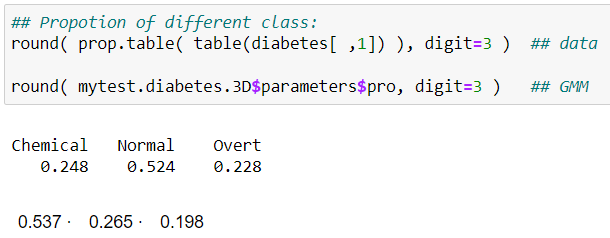 ## Propotion of different class:
round( prop.table( table(diabetes[ ,1]) ), digit=3 )  ## data
round( mytest.diabetes.3D$parameters$pro, digit=3 )   ## GMM
Chemical   Normal    Overt
0.248    0.524    0.228
0.537 ·  0.265 ·  0.198